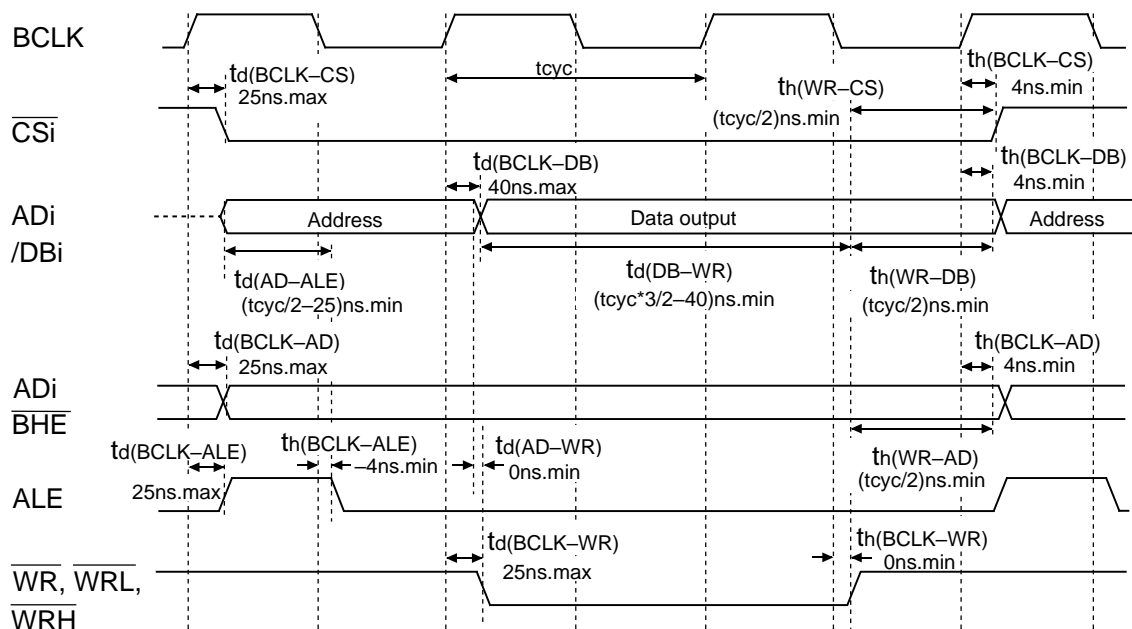 BCLK
td(BCLK–CS)
25ns.max
tcyc
th(WR–CS)
(tcyc/2)ns.min
th(BCLK–CS)
4ns.min
CSi
td(BCLK–DB)
40ns.max
th(BCLK–DB)
4ns.min
ADi
/DBi
Address
Data output
Address
td(AD–ALE)
(tcyc/2–25)ns.min
td(DB–WR)
(tcyc*3/2–40)ns.min
th(WR–DB)
(tcyc/2)ns.min
td(BCLK–AD)
25ns.max
th(BCLK–AD)
4ns.min
ADi
BHE
td(BCLK–ALE)
25ns.max
th(BCLK–ALE)
–4ns.min
td(AD–WR)
0ns.min
th(WR–AD)
(tcyc/2)ns.min
ALE
td(BCLK–WR)
25ns.max
th(BCLK–WR)
0ns.min
WR, WRL,
WRH